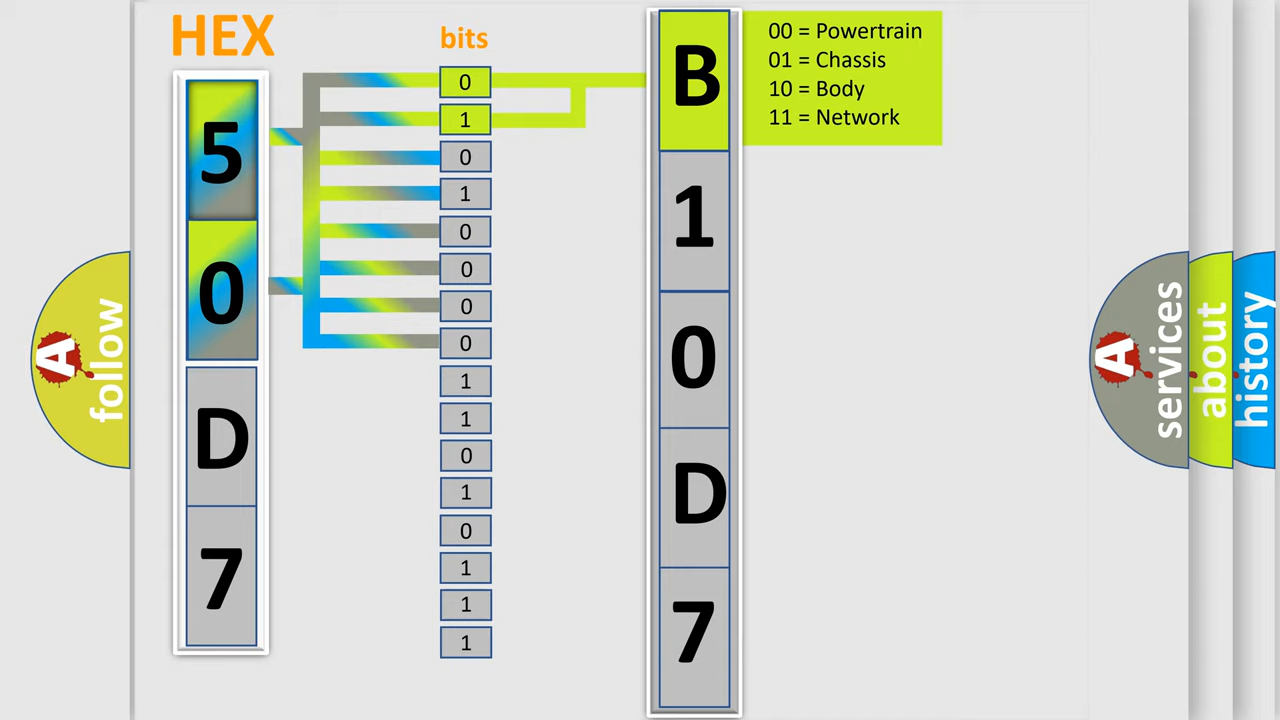 HEX
bits
5
0
D
7
0
1
0
1
0
0
0
0
1
1
0
1
0
1
1
1
B
1
0
D
7
00 = Powertrain
01 = Chassis
10 = Body
11 = Network
A follow
A services
about
history